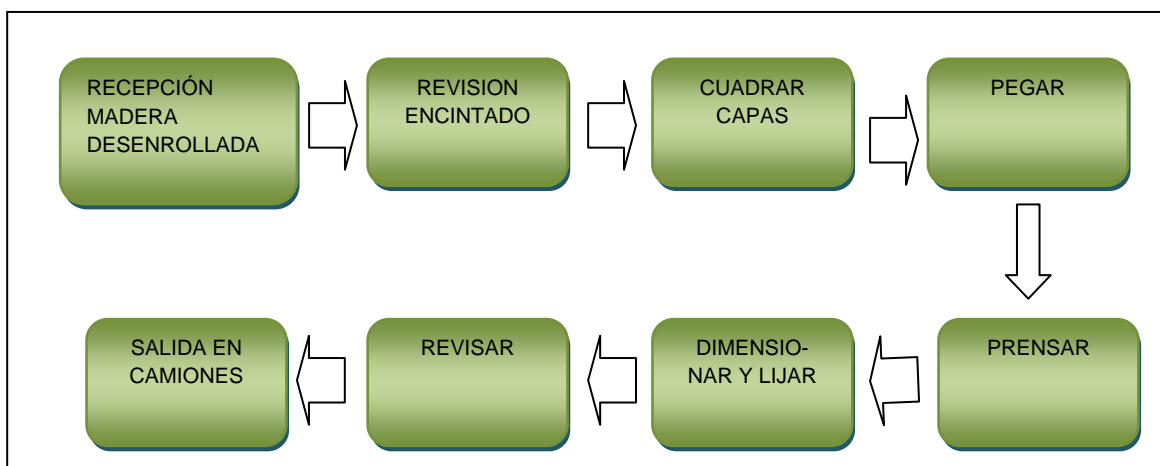 RECEPCIÓN
MADERA
DESENROLLADA
REVISION
ENCINTADO
CUADRAR
CAPAS
PEGAR
PRENSAR
DIMENSIO-
NAR Y LIJAR
REVISAR
SALIDA EN
CAMIONES